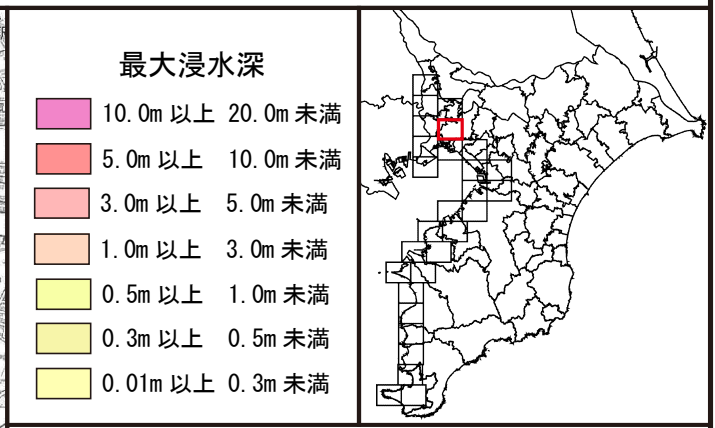 最大浸水深
10.0m 以上 20.0m 未満
5.0m 以上 10.0m 未満
3.0m 以上 5.0m 未満
1.0m 以上 3.0m 未満
0.5m 以上 1.0m 未満
0.3m 以上 0.5m 未満
0.01m 以上 0.3m 未満